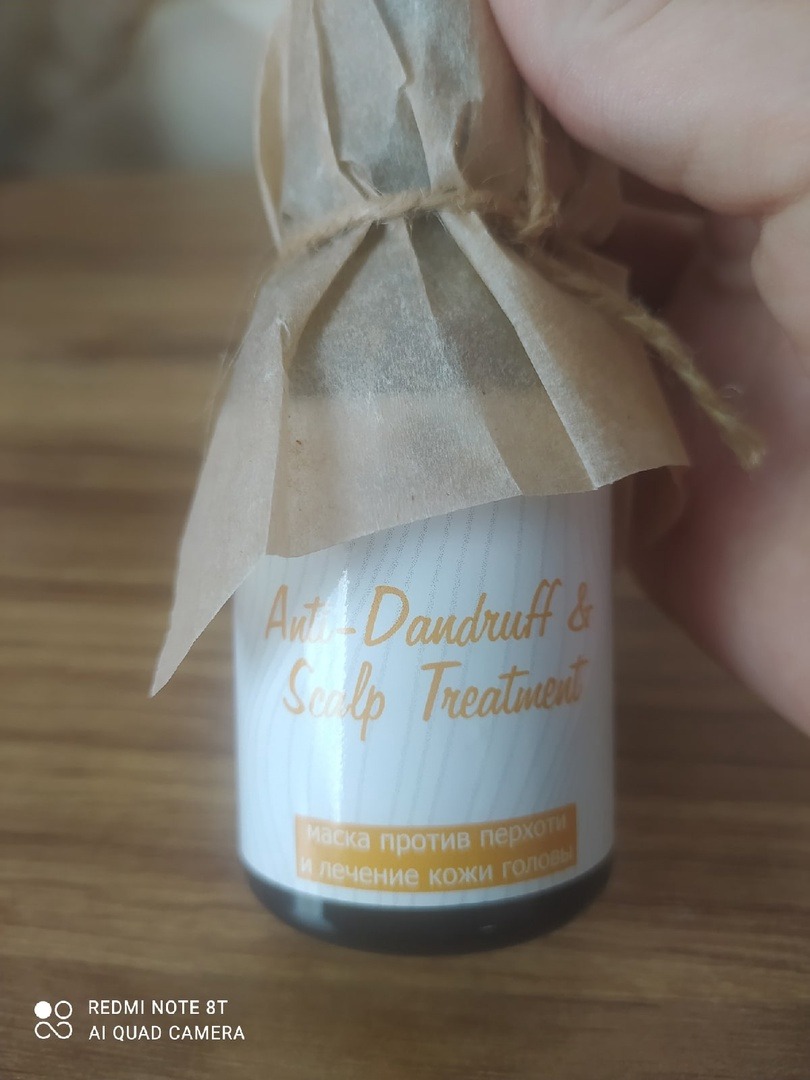 Anti-Dandruff &
Scalp Treatment
маска против перхоти
и лечение кожи головы
REDMI NOTE 8T
AI QUAD CAMERA